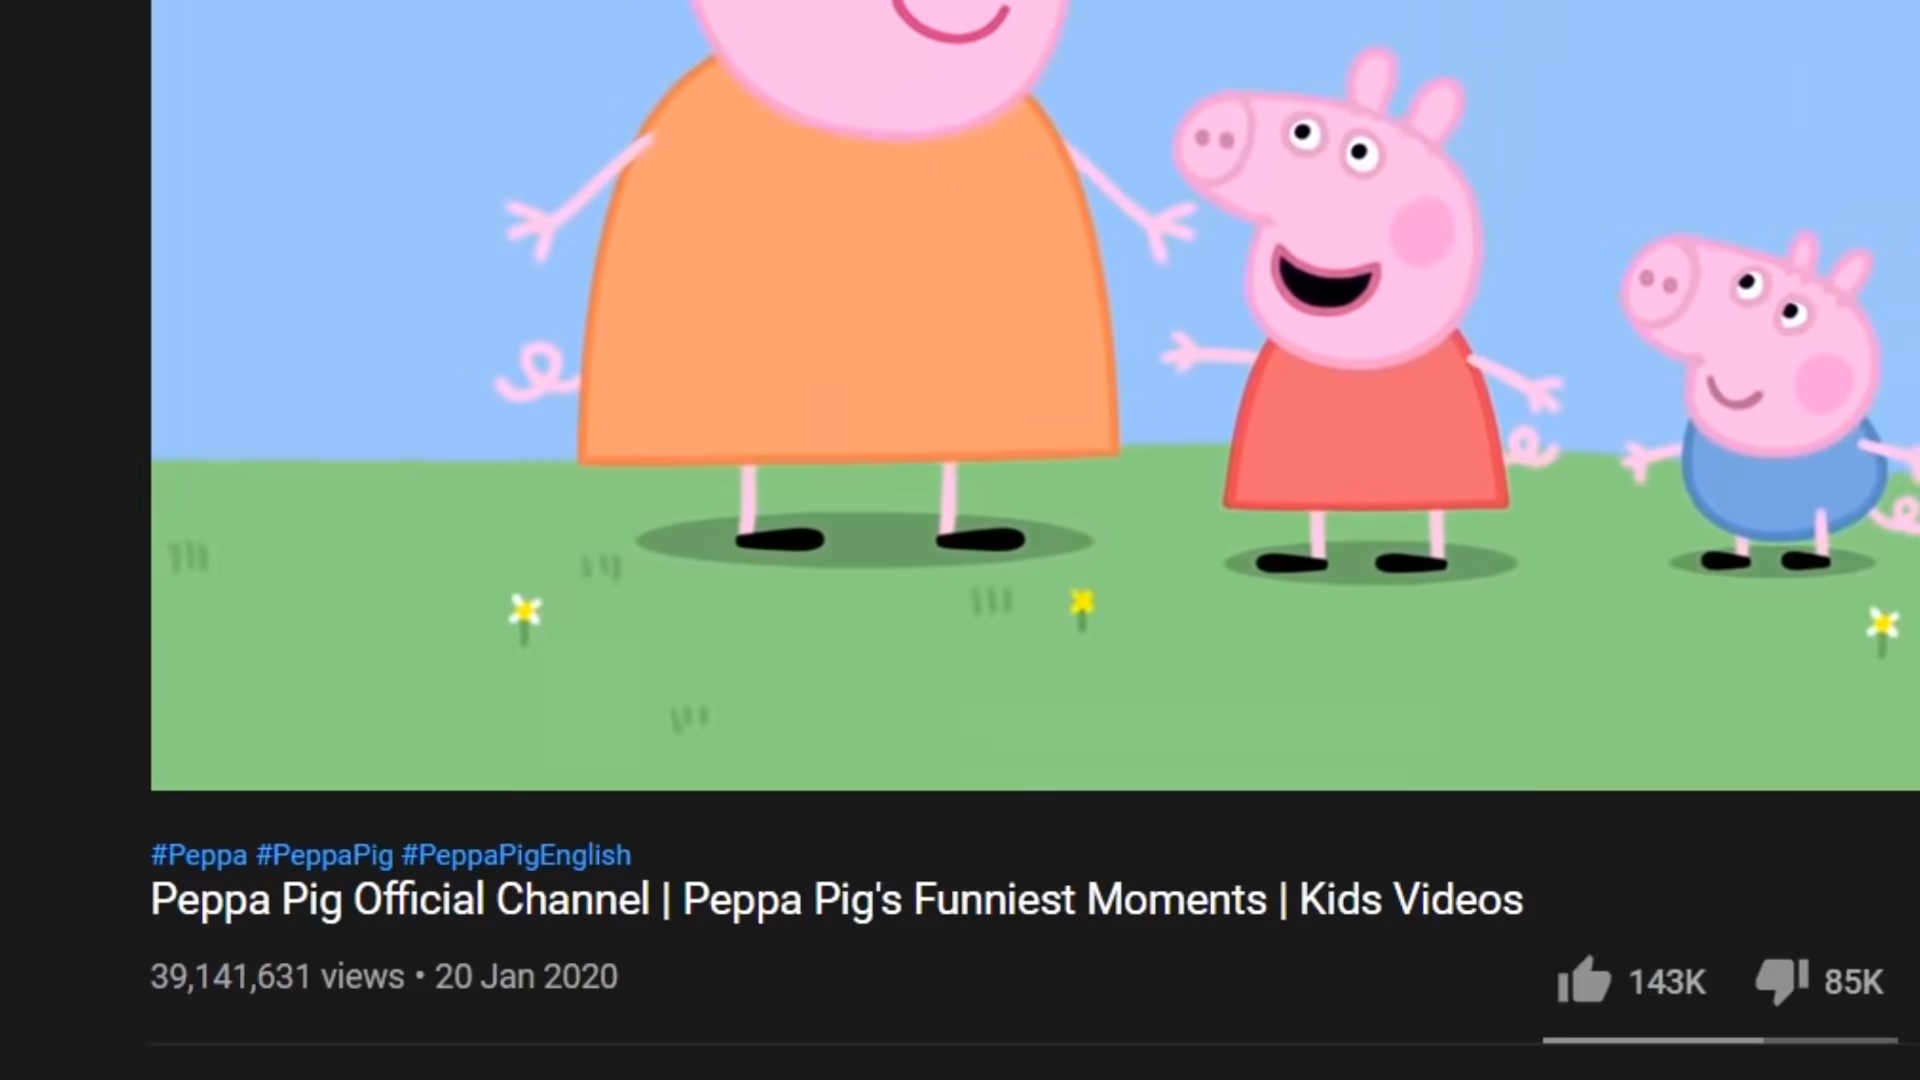 #Peppa #PeppaPig #PeppaPigEnglish
Peppa Pig Official Channel | Peppa Pig's Funniest Moments | Kids Videos
39,141,631 views • 20 Jan 2020
143K 85K